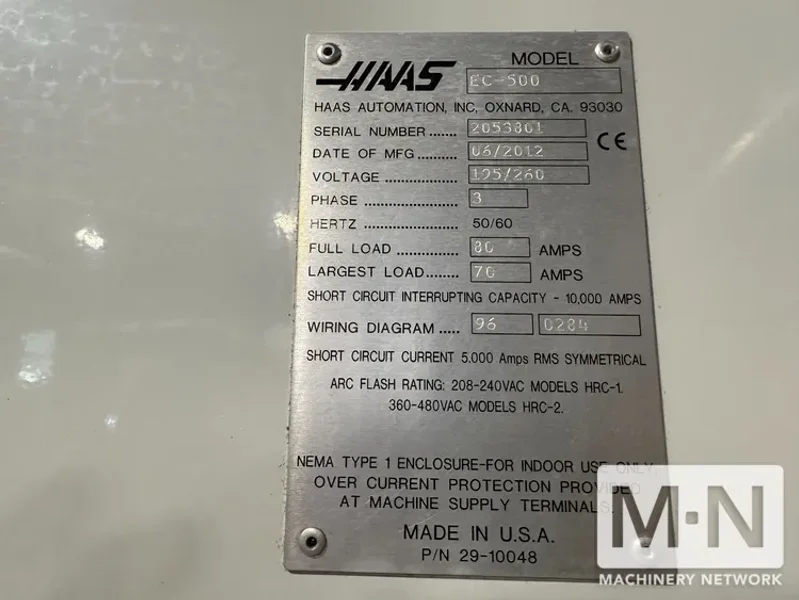 HAAS
MODEL
EC-500
HAAS AUTOMATION, INC, OXNARD, CA. 93030
SERIAL NUMBER ....... 2053801
DATE OF MFG .......... 06/2012
CE
VOLTAGE .................. 195/260
PHASE ....................... 3
HERTZ ....................... 50/60
FULL LOAD ............... 80 AMPS
LARGEST LOAD........ 70 AMPS
SHORT CIRCUIT INTERRUPTING CAPACITY - 10,000 AMPS
WIRING DIAGRAM ..... 96 0284
SHORT CIRCUIT CURRENT 5.000 Amps RMS SYMMETRICAL
ARC FLASH RATING: 208-240VAC MODELS HRC-1.
360-480VAC MODELS HRC-2.
NEMA TYPE 1 ENCLOSURE-FOR INDOOR USE ONLY.
OVER CURRENT PROTECTION PROVIDED
AT MACHINE SUPPLY TERMINALS.
MADE IN U.S.A.
P/N 29-10048
M·N
MACHINERY NETWORK